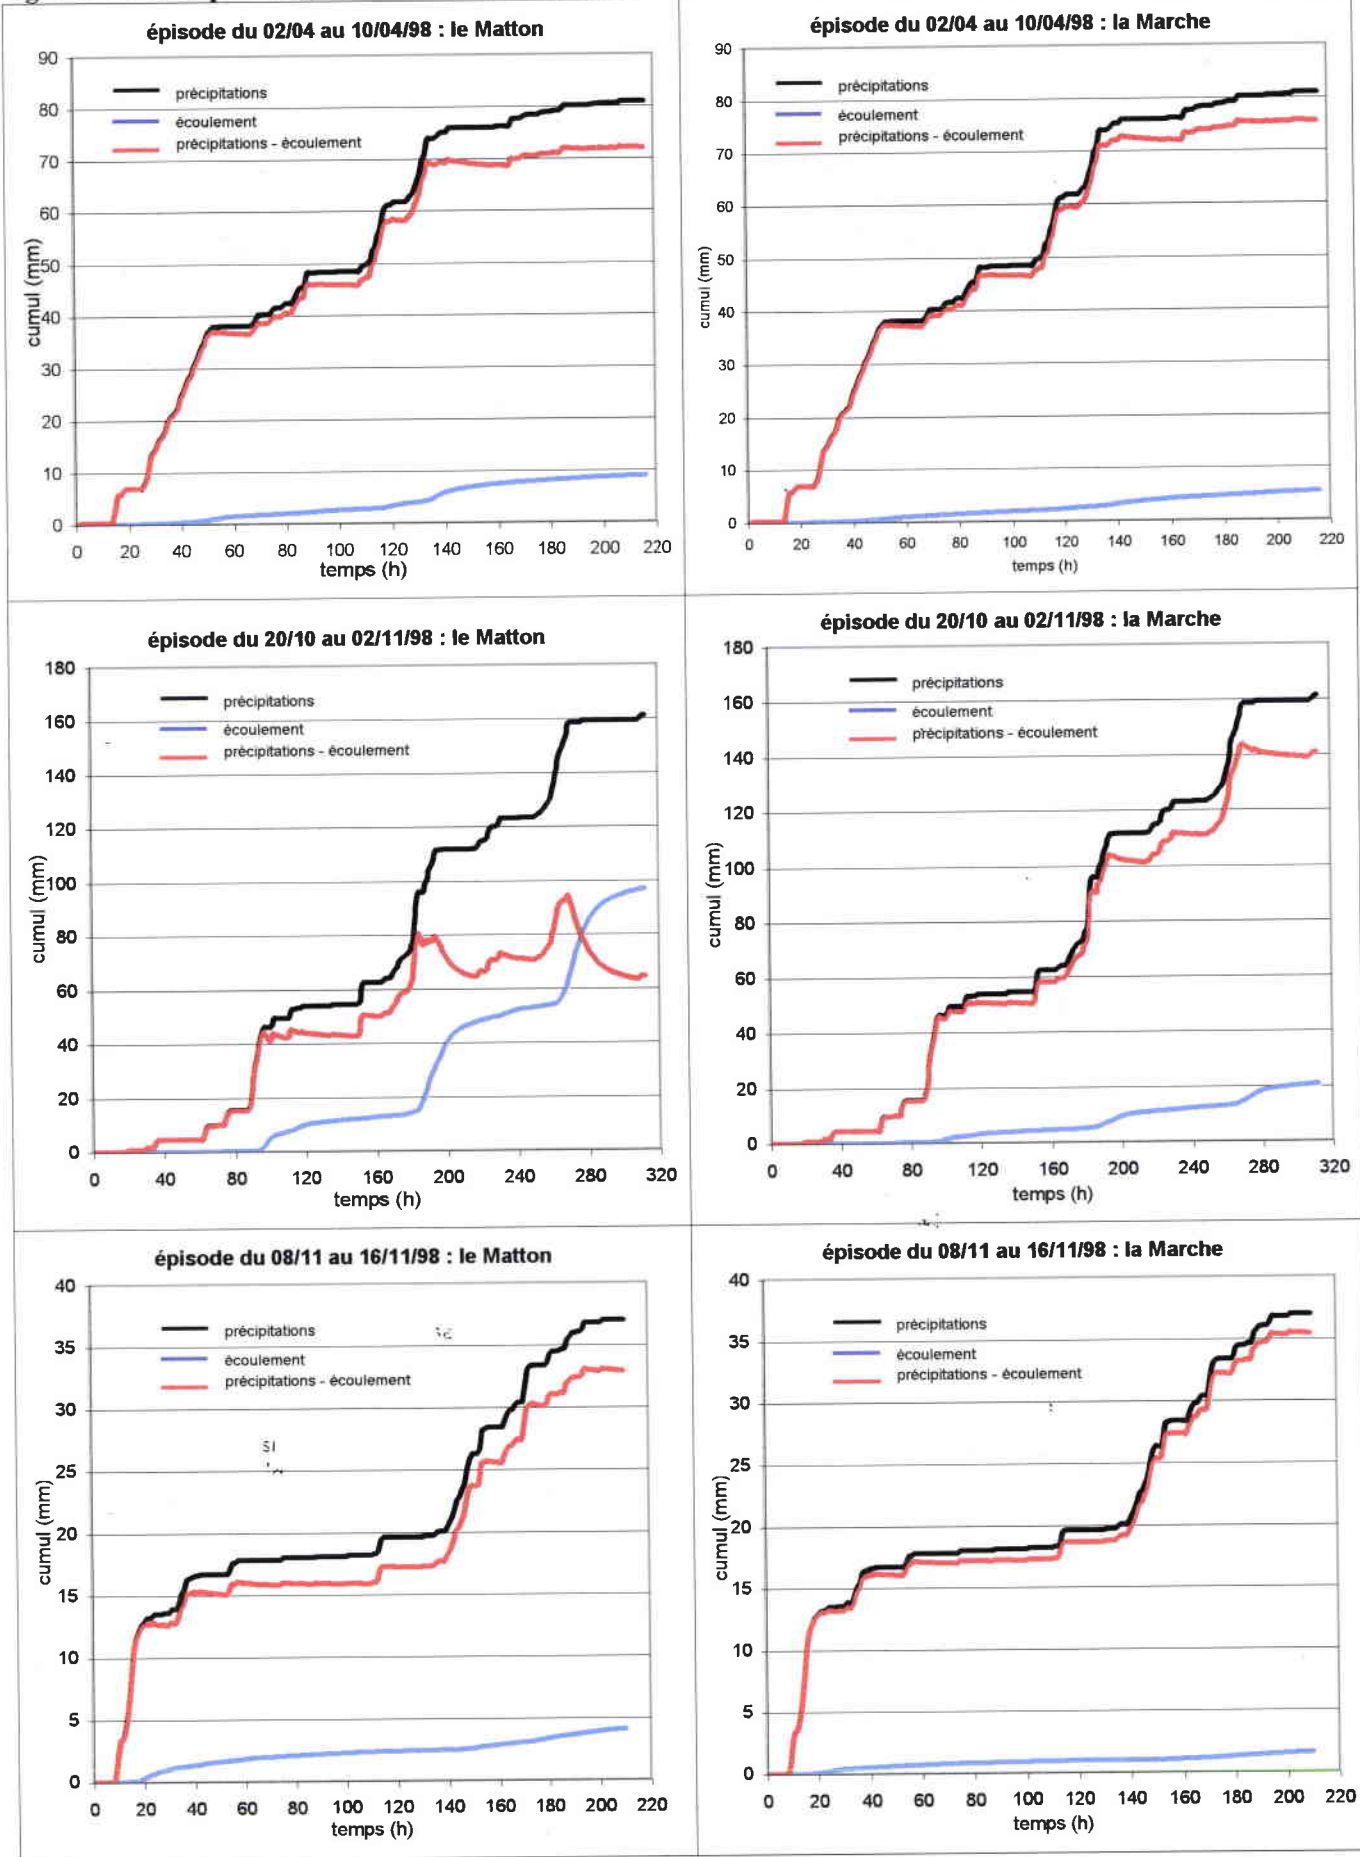 épisode du 02/04 au 10/04/98 : le Matton
90
80
70
60
50
40
30
20
10
0
cumul (mm)
précipitations
écoulement
précipitations - écoulement
0 20 40 60 80 100 120 140 160 180 200 220
temps (h)
épisode du 02/04 au 10/04/98 : la Marche
90
80
70
60
50
40
30
20
10
0
cumul (mm)
précipitations
écoulement
précipitations - écoulement
0 20 40 60 80 100 120 140 160 180 200 220
temps (h)
épisode du 20/10 au 02/11/98 : le Matton
180
160
140
120
100
80
60
40
20
0
cumul (mm)
précipitations
écoulement
précipitations - écoulement
0 40 80 120 160 200 240 280 320
temps (h)
épisode du 20/10 au 02/11/98 : la Marche
180
160
140
120
100
80
60
40
20
0
cumul (mm)
précipitations
écoulement
précipitations - écoulement
0 40 80 120 160 200 240 280 320
temps (h)
épisode du 08/11 au 16/11/98 : le Matton
40
35
30
25
20
15
10
5
0
cumul (mm)
précipitations
écoulement
précipitations - écoulement
0 20 40 60 80 100 120 140 160 180 200 220
temps (h)
épisode du 08/11 au 16/11/98 : la Marche
40
35
30
25
20
15
10
5
0
cumul (mm)
précipitations
écoulement
précipitations - écoulement
0 20 40 60 80 100 120 140 160 180 200 220
temps (h)